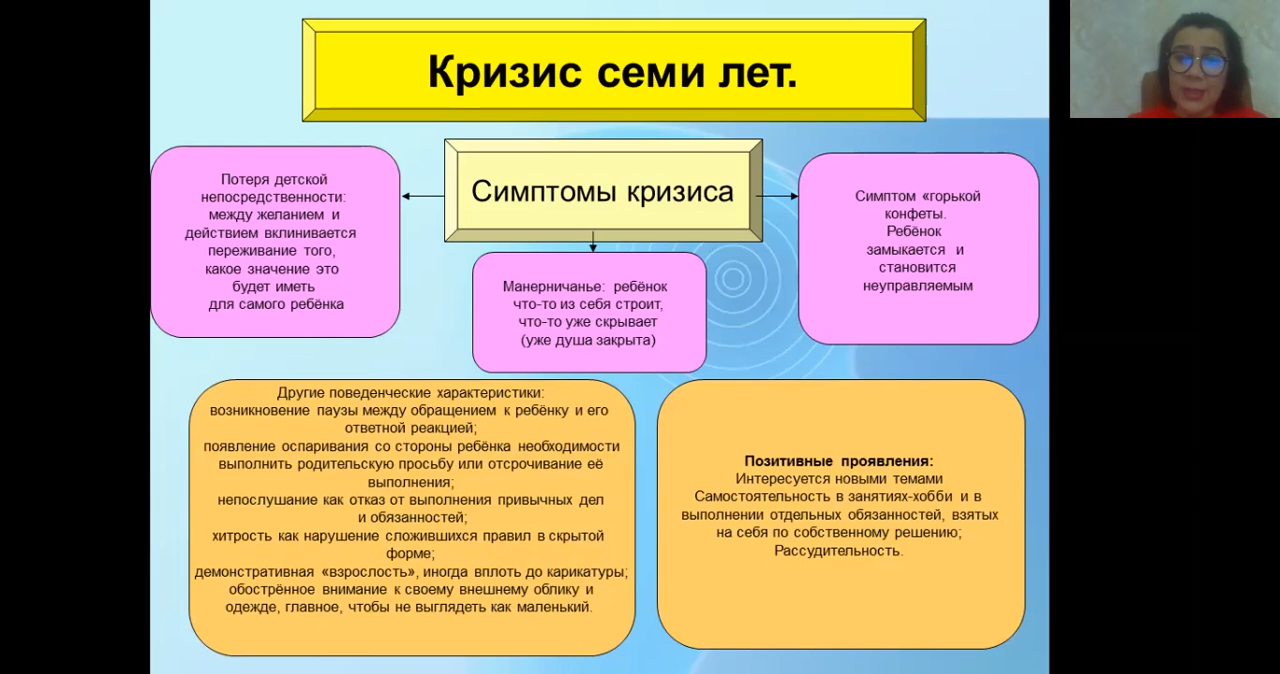 Кризис семи лет.
Симптомы кризиса
Потеря детской
непосредственности:
между желанием и
действием вклинивается
переживание того,
какое значение это
будет иметь
для самого ребёнка
Манерничанье: ребёнок
что-то из себя строит,
что-то уже скрывает
(уже душа закрыта)
Симптом «горькой
конфеты.
Ребёнок
замыкается и
становится
неуправляемым
Другие поведенческие характеристики:
возникновение паузы между обращением к ребёнку и его
ответной реакцией;
появление оспаривания со стороны ребёнка необходимости
выполнить родительскую просьбу или отсрочивание её
выполнения;
непослушание как отказ от выполнения привычных дел
и обязанностей;
хитрость как нарушение сложившихся правил в скрытой
форме;
демонстративная «взрослость», иногда вплоть до карикатуры;
обострённое внимание к своему внешнему облику и
одежде, главное, чтобы не выглядеть как маленький.
Позитивные проявления:
Интересуется новыми темами
Самостоятельность в занятиях-хобби и в
выполнении отдельных обязанностей, взятых
на себя по собственному решению;
Рассудительность.